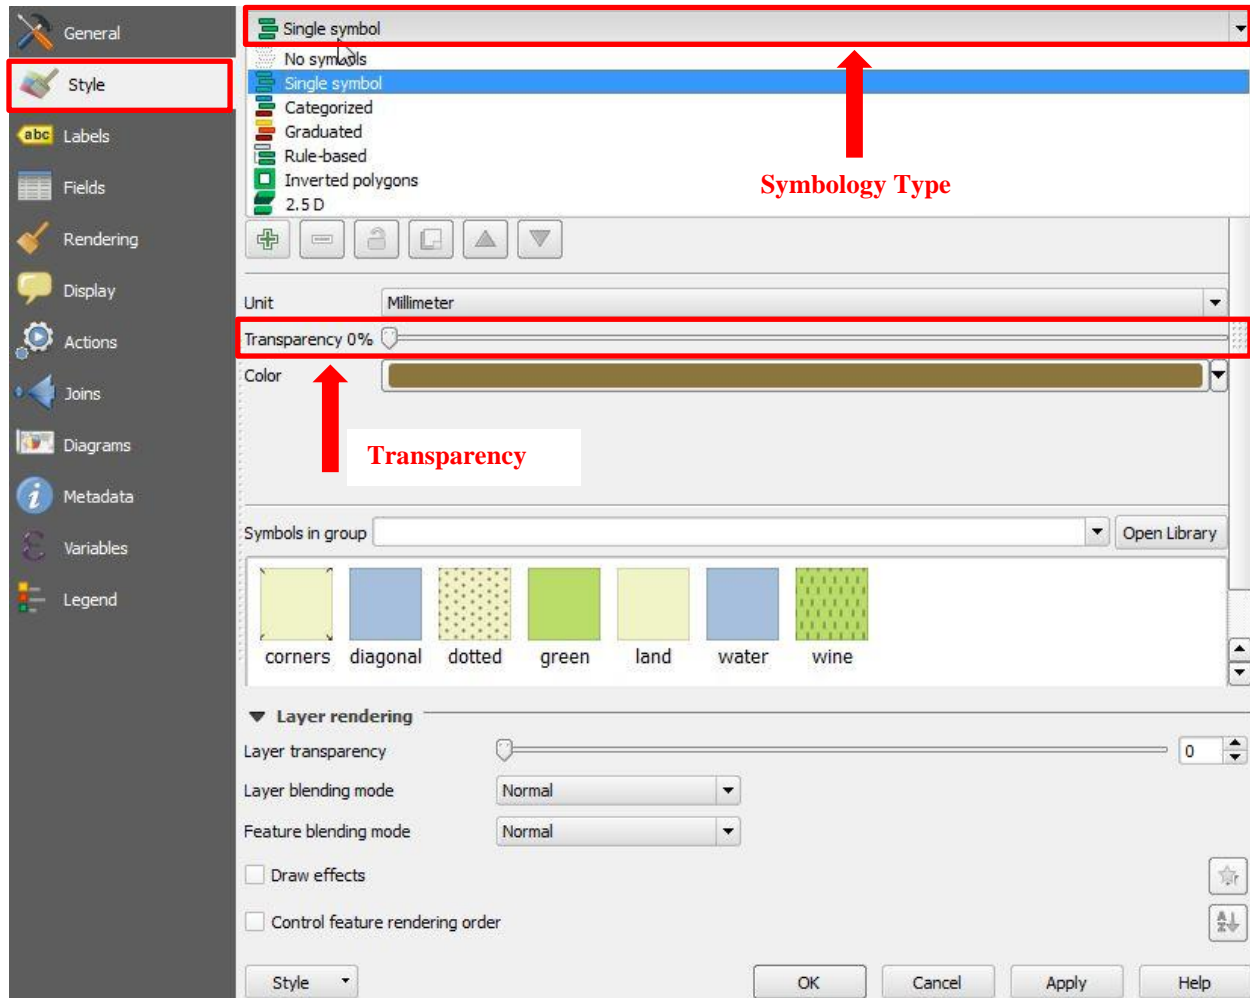 General
Style
abc Labels
Fields
Rendering
Display
Actions
Joins
Diagrams
Metadata
Variables
Legend
Single symbol
No symbols
Single symbol
Categorized
Graduated
Rule-based
Inverted polygons
2.5 D
Symbology Type
Unit Millimeter
Transparency 0%
Color
Transparency
Symbols in group Open Library
corners diagonal dotted green land water wine
Layer rendering
Layer transparency 0
Layer blending mode Normal
Feature blending mode Normal
Draw effects
Control feature rendering order
Style OK Cancel Apply Help